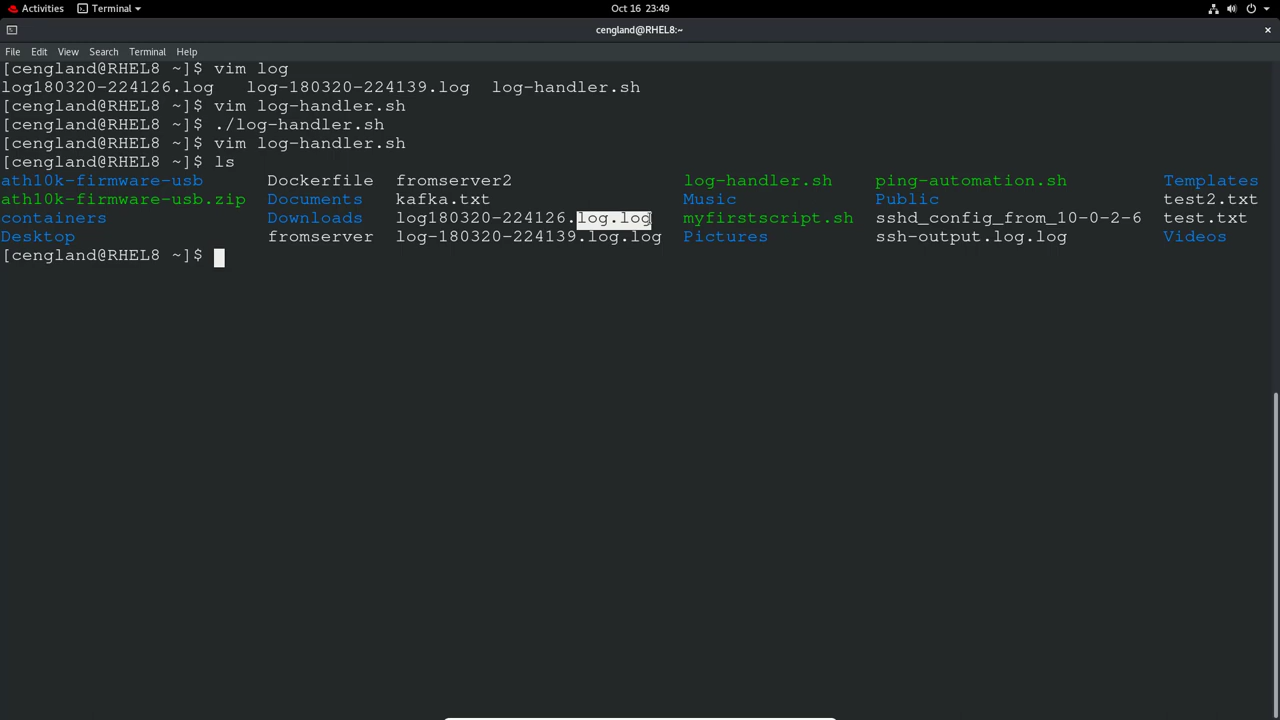 Activities Terminal Oct 16 23:49
cengland@RHEL8:~
File Edit View Search Terminal Help
[cengland@RHEL8 ~]$ vim log
log180320-224126.log log-180320-224139.log log-handler.sh
[cengland@RHEL8 ~]$ vim log-handler.sh
[cengland@RHEL8 ~]$ ./log-handler.sh
[cengland@RHEL8 ~]$ vim log-handler.sh
[cengland@RHEL8 ~]$ ls
ath10k-firmware-usb Dockerfile fromserver2 log-handler.sh ping-automation.sh Templates
ath10k-firmware-usb.zip Documents kafka.txt Music Public test2.txt
containers Downloads log180320-224126.log.log myfirstscript.sh sshd_config_from_10-0-2-6 test.txt
Desktop fromserver log-180320-224139.log.log Pictures ssh-output.log.log Videos
[cengland@RHEL8 ~]$